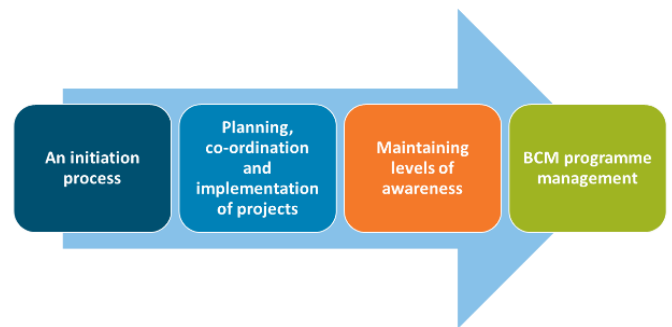 An initiation
process
Planning,
co-ordination
and
implementation
of projects
Maintaining
levels of
awareness
BCM programme
management